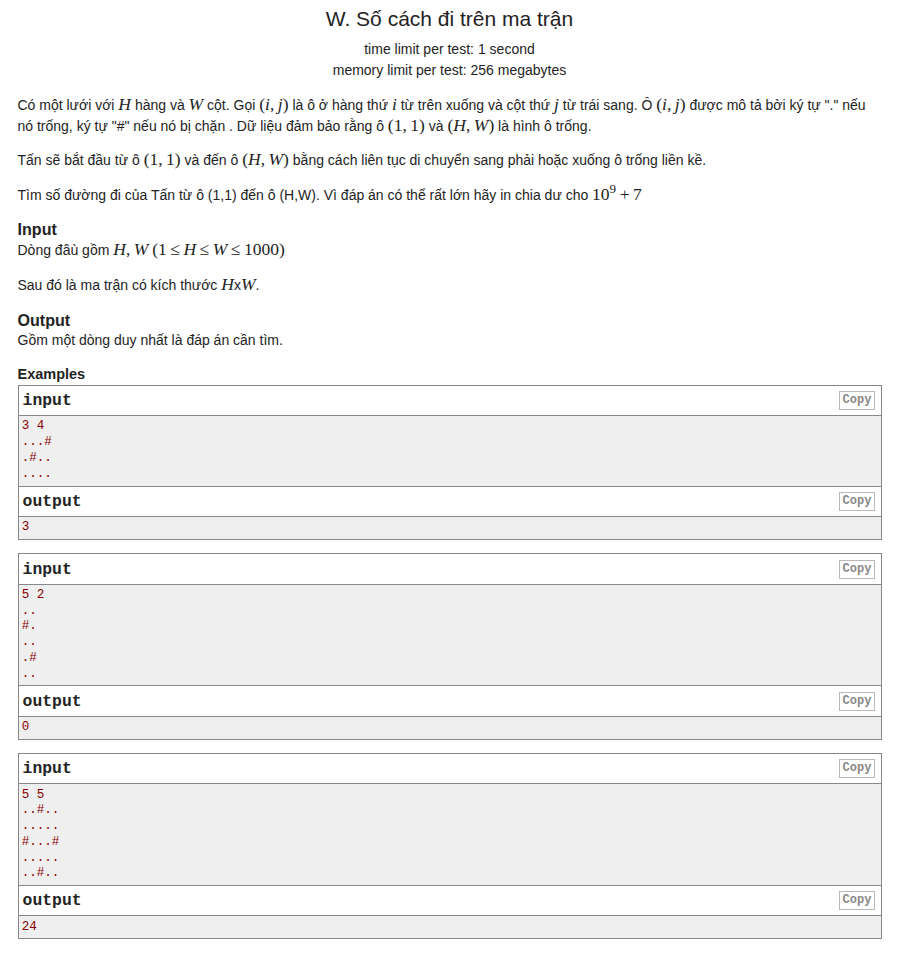 W. Số cách đi trên ma trận
time limit per test: 1 second
memory limit per test: 256 megabytes
Có một lưới với H hàng và W cột. Gọi (i, j) là ô ở hàng thứ i từ trên xuống và cột thứ j từ trái sang. Ô (i, j) được mô tả bởi ký tự "." nếu
nó trống, ký tự "#" nếu nó bị chặn . Dữ liệu đảm bảo rằng ô (1, 1) và (H, W) là hình ô trống.
Tấn sẽ bắt đầu từ ô (1, 1) và đến ô (H, W) bằng cách liên tục di chuyển sang phải hoặc xuống ô trống liền kề.
Tìm số đường đi của Tấn từ ô (1,1) đến ô (H,W). Vì đáp án có thể rất lớn hãy in chia dư cho 10^9 + 7
Input
Dòng đâù gồm H, W (1 ≤ H ≤ W ≤ 1000)
Sau đó là ma trận có kích thước HxW.
Output
Gồm một dòng duy nhất là đáp án cần tìm.
Examples
input
Copy
3 4
...#
.#..
....
output
Copy
3
input
Copy
5 2
..
#.
..
.#
..
output
Copy
0
input
Copy
5 5
..#..
.....
#...#
.....
..#..
output
Copy
24